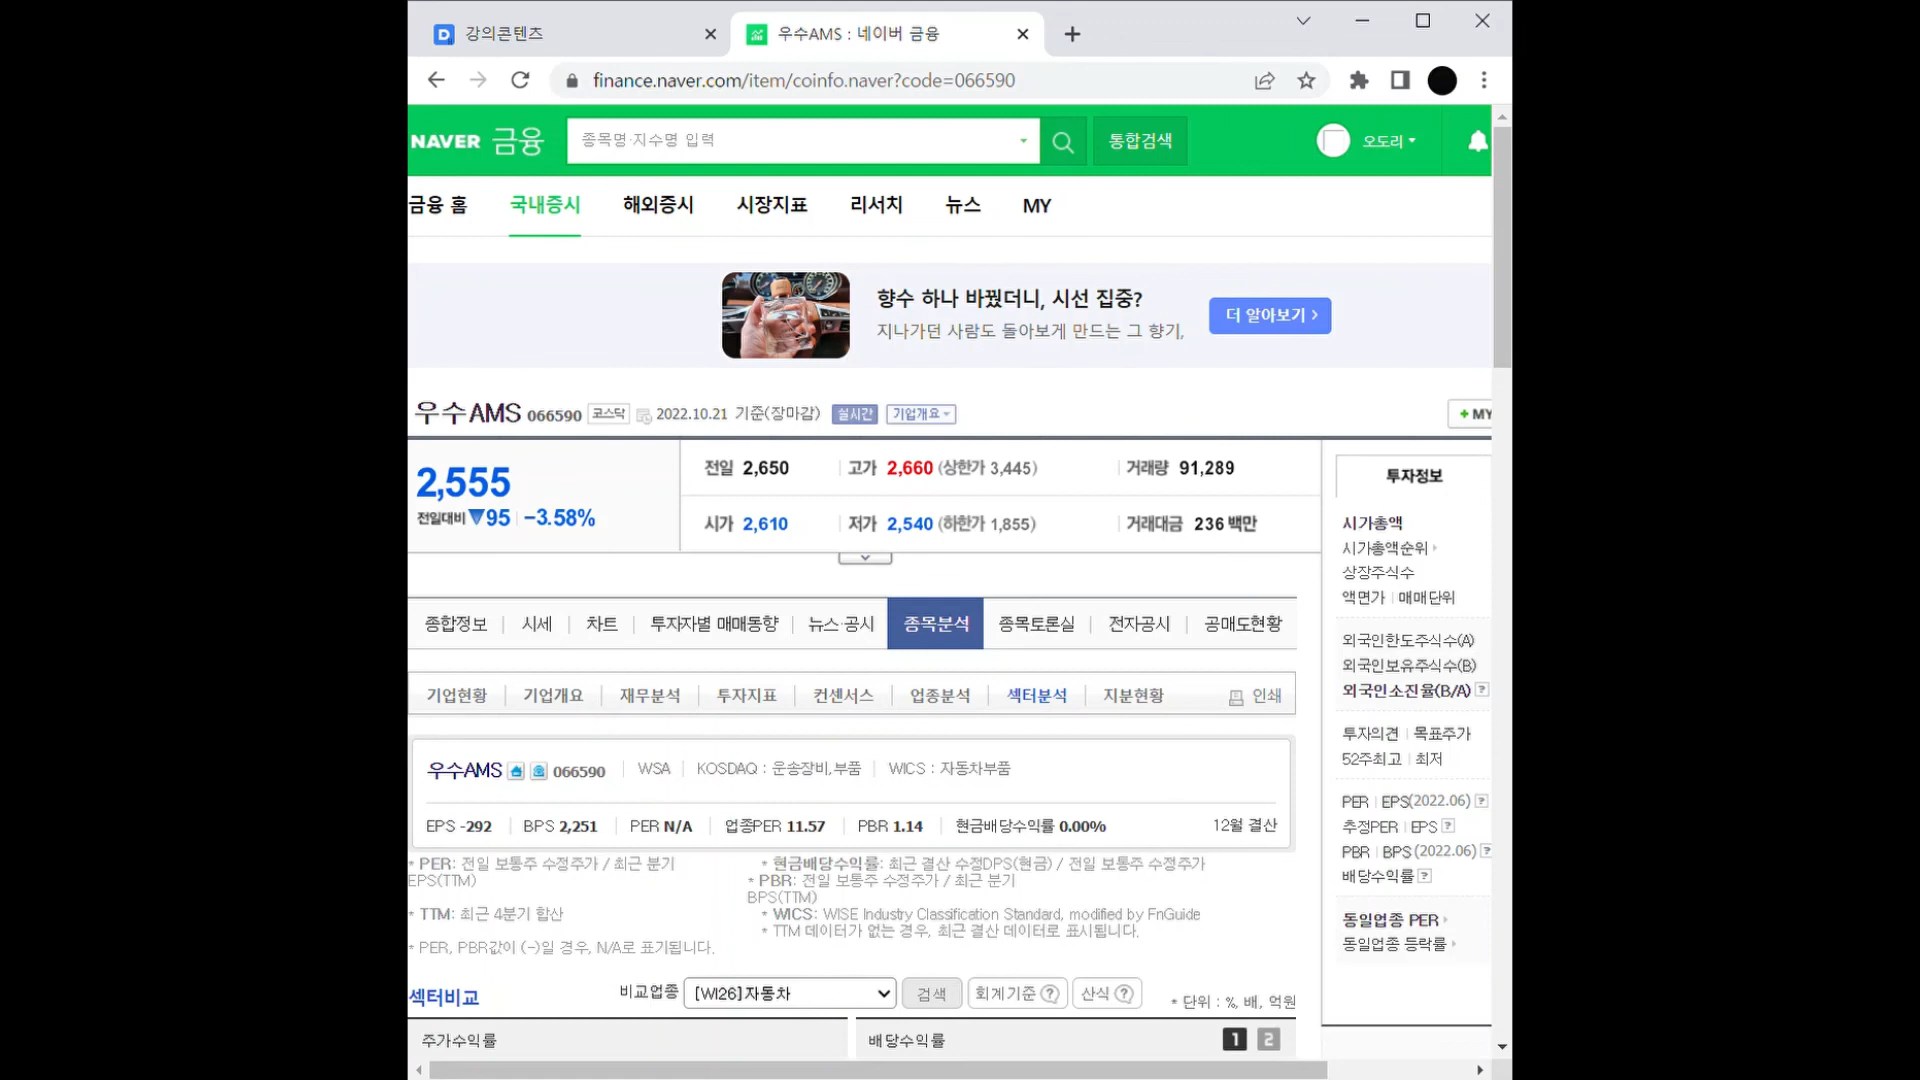 강의콘텐츠
우수AMS : 네이버 금융
finance.naver.com/item/coinfo.naver?code=066590
NAVER 금융
종목명·지수명 입력
통합검색
오도리
금융 홈 국내증시 해외증시 시장지표 리서치 뉴스 MY
향수 하나 바꿨더니, 시선 집중?
지나가던 사람도 돌아보게 만드는 그 향기,
더 알아보기 >
우수AMS 066590 코스닥 2022.10.21 기준(장마감) 실시간 기업개요
+ MY
2,555
전일대비 ▼95 -3.58%
전일 2,650 고가 2,660 (상한가 3,445) 거래량 91,289
시가 2,610 저가 2,540 (하한가 1,855) 거래대금 236 백만
종합정보 시세 차트 투자자별 매매동향 뉴스·공시 종목분석 종목토론실 전자공시 공매도현황
기업현황 기업개요 재무분석 투자지표 컨센서스 업종분석 섹터분석 지분현황 인쇄
우수AMS 066590 WSA KOSDAQ : 운송장비,부품 WICS : 자동차부품
EPS -292 BPS 2,251 PER N/A 업종PER 11.57 PBR 1.14 현금배당수익률 0.00% 12월 결산
* PER: 전일 보통주 수정주가 / 최근 분기
EPS(TTM)
* TTM: 최근 4분기 합산
* PER, PBR값이 (-)일 경우, N/A로 표기됩니다.
* 현금배당수익률: 최근 결산 수정DPS(현금) / 전일 보통주 수정주가
* PBR: 전일 보통주 수정주가 / 최근 분기
BPS(TTM)
* WICS: WISE Industry Classification Standard, modified by FnGuide
* TTM 데이터가 없는 경우, 최근 결산 데이터로 표시됩니다.
섹터비교
비교업종 [WI26]자동차 검색 회계기준 ? 산식 ?
* 단위 : %, 배, 억원
주가수익률
배당수익률 1 2
투자정보
시가총액
시가총액순위
상장주식수
액면가 매매단위
외국인한도주식수(A)
외국인보유주식수(B)
외국인소진율(B/A) ?
투자의견 목표주가
52주최고 최저
PER EPS(2022.06) ?
추정PER EPS ?
PBR BPS (2022.06) ?
배당수익률 ?
동일업종 PER
동일업종 등락률